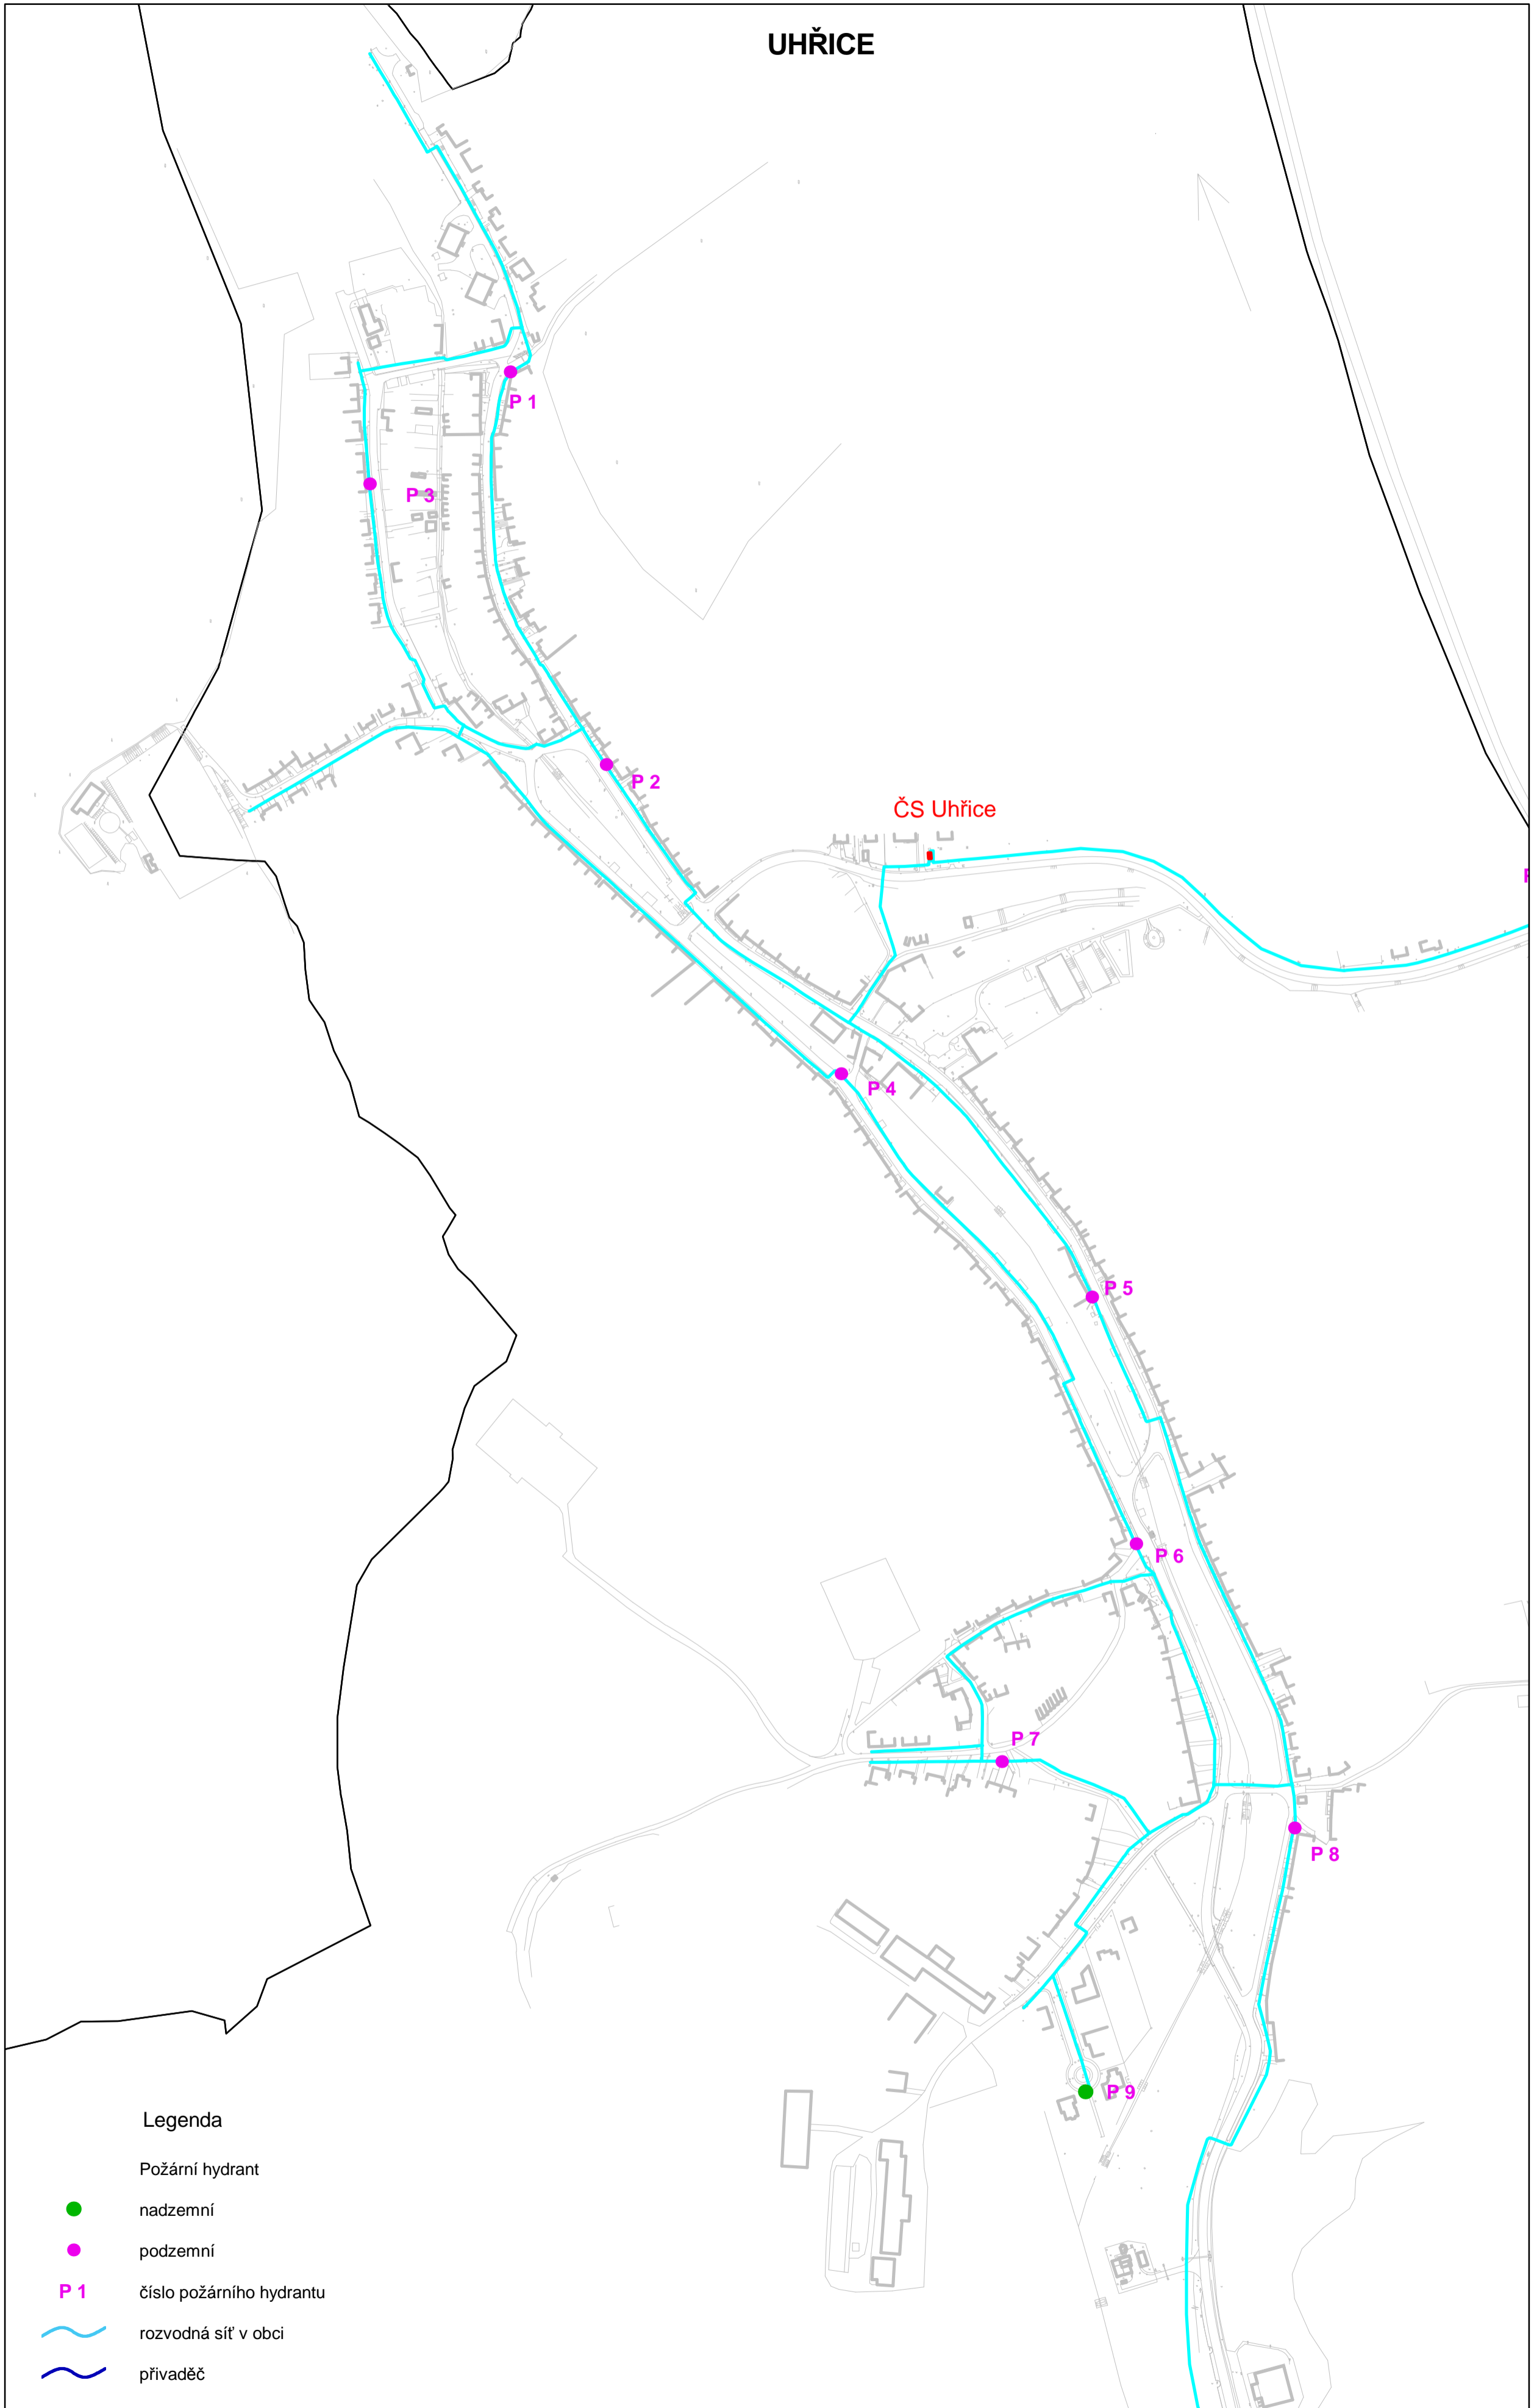 UHŘICE
P 1
P 3
P 2
ČS Uhřice
P 4
P 5
P 6
P 7
P 8
P 9
Legenda
Požární hydrant
nadzemní
podzemní
P 1 číslo požárního hydrantu
rozvodná síť v obci
přivaděč